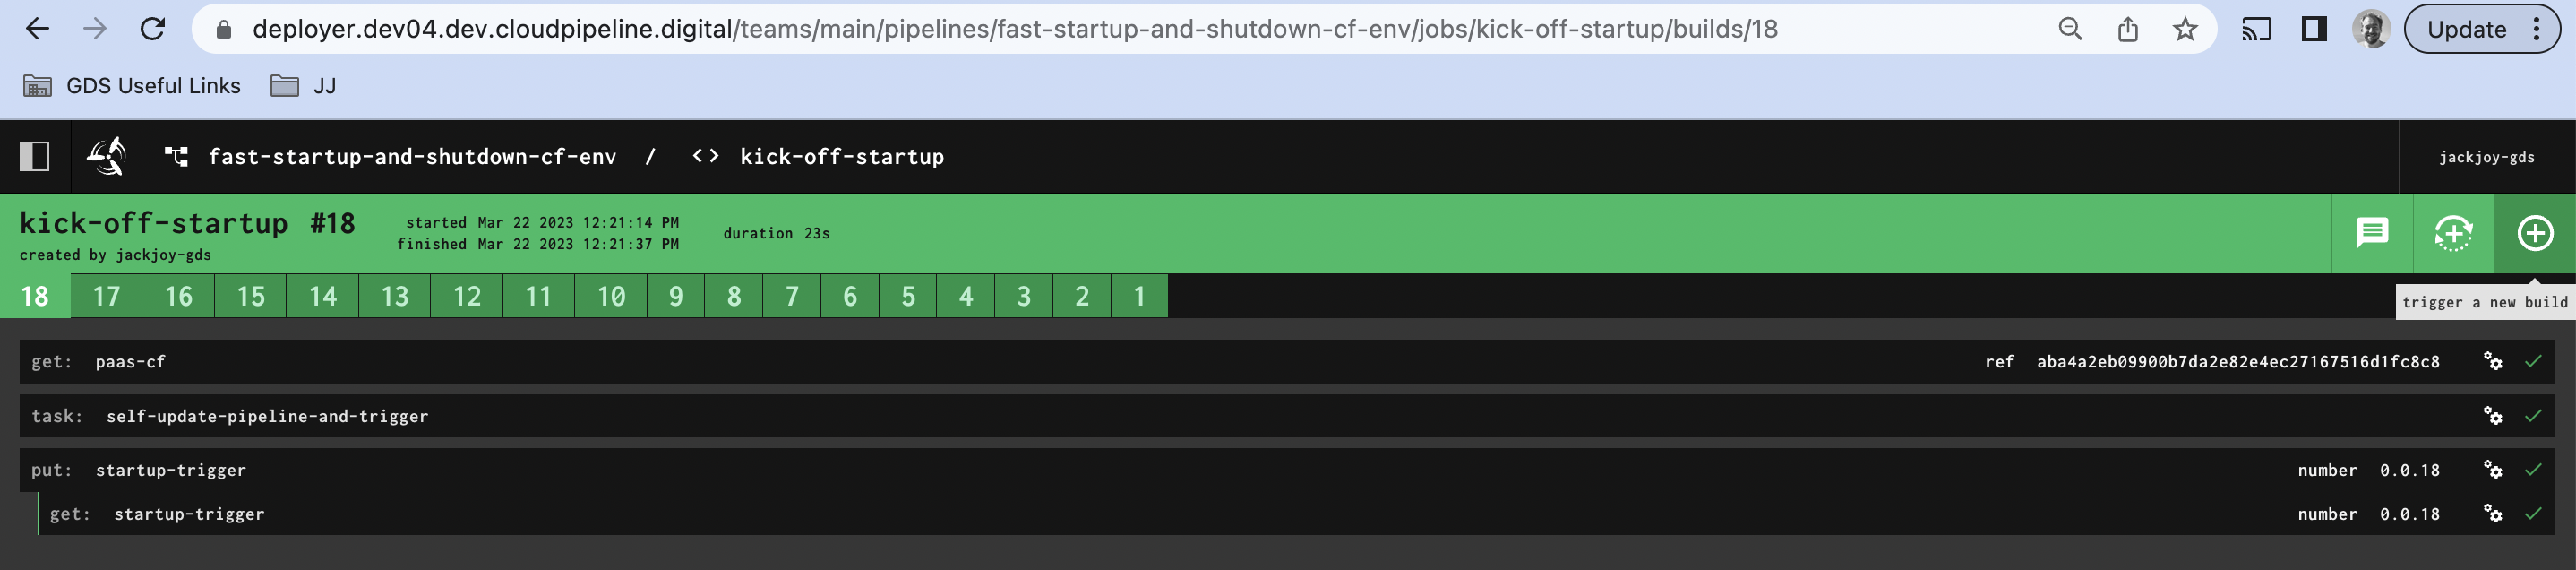 deployer.dev04.dev.cloudpipeline.digital/teams/main/pipelines/fast-startup-and-shutdown-cf-env/jobs/kick-off-startup/builds/18 Update
GDS Useful Links JJ
fast-startup-and-shutdown-cf-env / <> kick-off-startup jackjoy-gds
kick-off-startup #18
created by jackjoy-gds
started Mar 22 2023 12:21:14 PM
finished Mar 22 2023 12:21:37 PM
duration 23s
18 17 16 15 14 13 12 11 10 9 8 7 6 5 4 3 2 1
trigger a new build
get: paas-cf ref aba4a2eb09900b7da2e82e4ec27167516d1fc8c8
task: self-update-pipeline-and-trigger
put: startup-trigger number 0.0.18
get: startup-trigger number 0.0.18